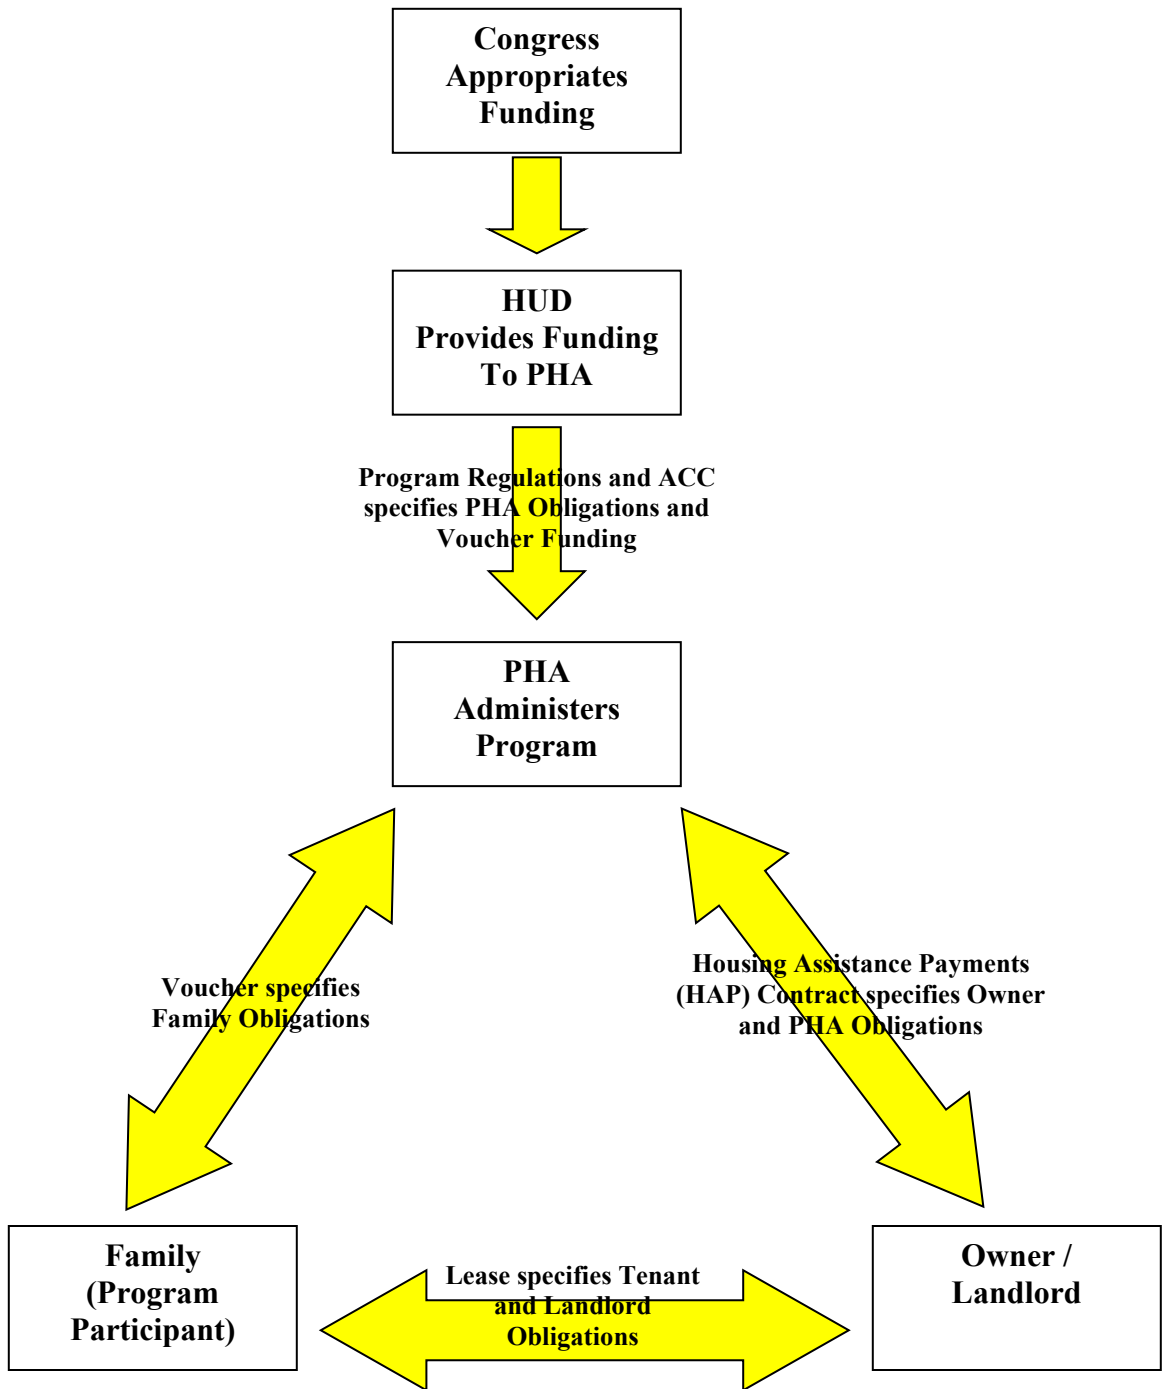 Congress
Appropriates
Funding
HUD
Provides Funding
To PHA
Program Regulations and ACC
specifies PHA Obligations and
Voucher Funding
PHA
Administers
Program
Voucher specifies
Family Obligations
Housing Assistance Payments
(HAP) Contract specifies Owner
and PHA Obligations
Family
(Program
Participant)
Lease specifies Tenant
and Landlord
Obligations
Owner /
Landlord